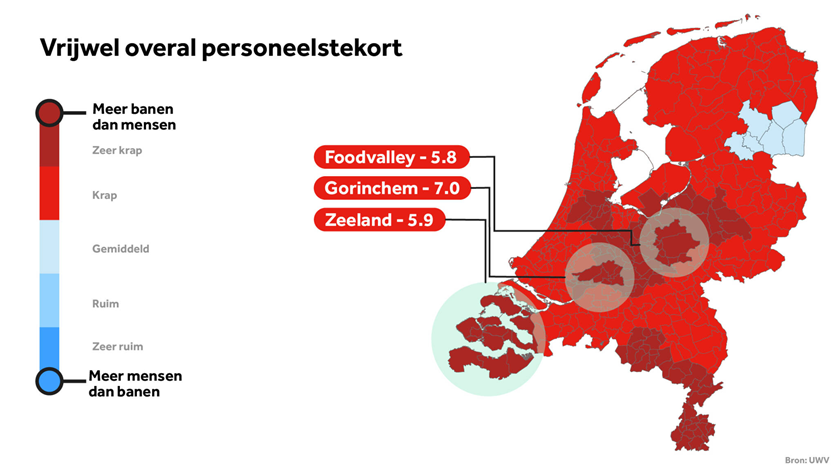 Vrijwel overal personeelstekort
Meer banen
dan mensen
Zeer krap
Krap
Gemiddeld
Ruim
Zeer ruim
Meer mensen
dan banen
Foodvalley - 5.8
Gorinchem - 7.0
Zeeland - 5.9
Bron: UWV